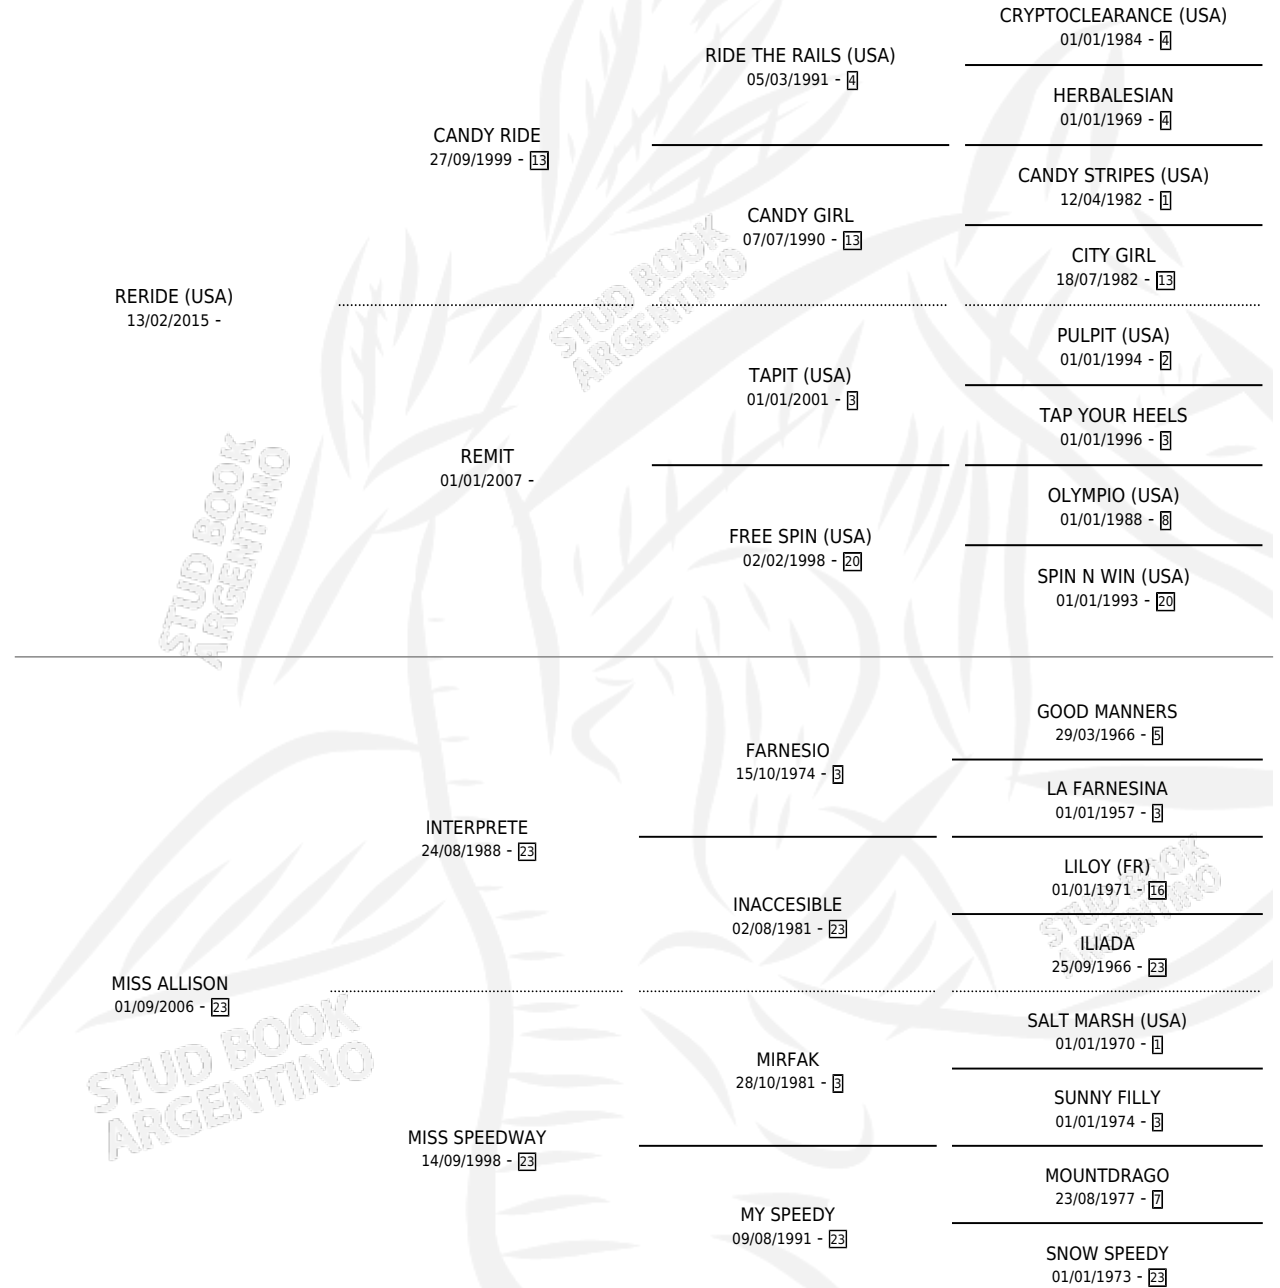 CRYPTOCLEARANCE (USA)
01/01/1984 - 4
RIDE THE RAILS (USA)
05/03/1991 - 4
HERBALESIAN
01/01/1969 - 4
CANDY RIDE
27/09/1999 - 13
CANDY STRIPES (USA)
12/04/1982 - 1
CANDY GIRL
07/07/1990 - 13
CITY GIRL
18/07/1982 - 13
RERIDE (USA)
13/02/2015 -
STUD BOOK
ARGENTINO
PULPIT (USA)
01/01/1994 - 2
TAPIT (USA)
01/01/2001 - 3
TAP YOUR HEELS
01/01/1996 - 3
REMIT
01/01/2007 -
OLYMPIO (USA)
01/01/1988 - 8
FREE SPIN (USA)
02/02/1998 - 20
SPIN N WIN (USA)
01/01/1993 - 20
STUD BOOK
ARGENTINO
GOOD MANNERS
29/03/1966 - 5
FARNESIO
15/10/1974 - 3
LA FARNESINA
01/01/1957 - 3
INTERPRETE
24/08/1988 - 23
LILOY (FR)
01/01/1971 - 16
INACCESIBLE
02/08/1981 - 23
STUD BOOK
ARGENTINO
ILIADA
25/09/1966 - 23
MISS ALLISON
01/09/2006 - 23
STUD BOOK
ARGENTINO
SALT MARSH (USA)
01/01/1970 - 1
MIRFAK
28/10/1981 - 3
SUNNY FILLY
01/01/1974 - 3
MISS SPEEDWAY
14/09/1998 - 23
MOUNTDRAGO
23/08/1977 - 7
MY SPEEDY
09/08/1991 - 23
SNOW SPEEDY
01/01/1973 - 23